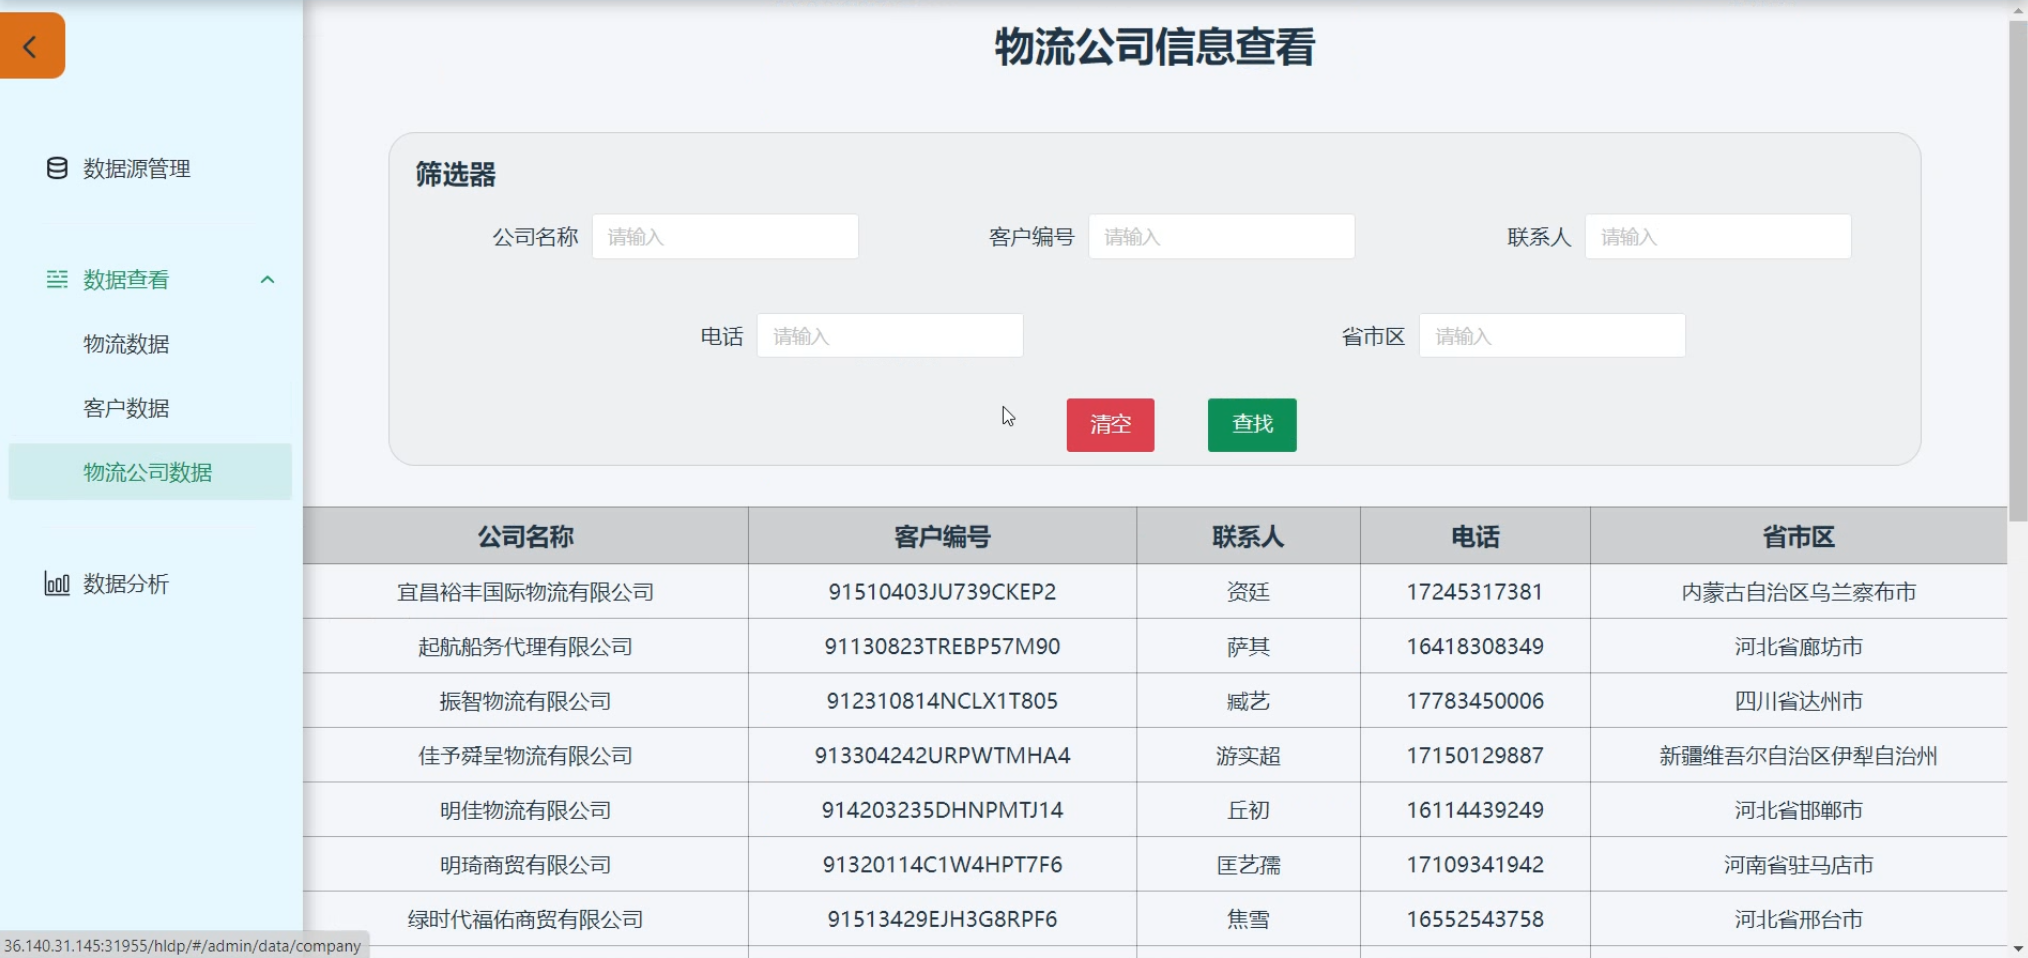 物流公司信息查看
数据源管理
数据查看
物流数据
客户数据
物流公司数据
数据分析
筛选器
公司名称 请输入 客户编号 请输入 联系人 请输入
电话 请输入 省市区 请输入
清空 查找
公司名称 客户编号 联系人 电话 省市区
宜昌裕丰国际物流有限公司 91510403JU739CKEP2 资廷 17245317381 内蒙古自治区乌兰察布市
起航船务代理有限公司 91130823TREBP57M90 萨其 16418308349 河北省廊坊市
振智物流有限公司 912310814NCLX1T805 臧艺 17783450006 四川省达州市
佳予舜呈物流有限公司 913304242URPWTMHA4 游实超 17150129887 新疆维吾尔自治区伊犁自治州
明佳物流有限公司 914203235DHNPMTJ14 丘初 16114439249 河北省邯郸市
明琦商贸有限公司 91320114C1W4HPT7F6 匡艺孺 17109341942 河南省驻马店市
绿时代福佑商贸有限公司 91513429EJH3G8RPF6 焦雪 16552543758 河北省邢台市
36.140.31.145:31955/hldp/#/admin/data/company